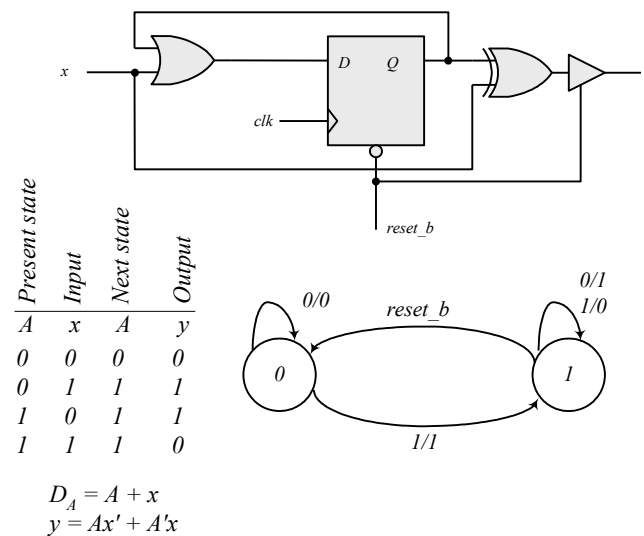 x
D Q
clk
reset_b
Present state
Input
Next state
Output
A x A y
0 0 0 0
0 1 1 1
1 0 1 1
1 1 1 0
D_A = A + x
y = Ax' + A'x
0/0
reset_b
0/1
1/0
0
1
1/1